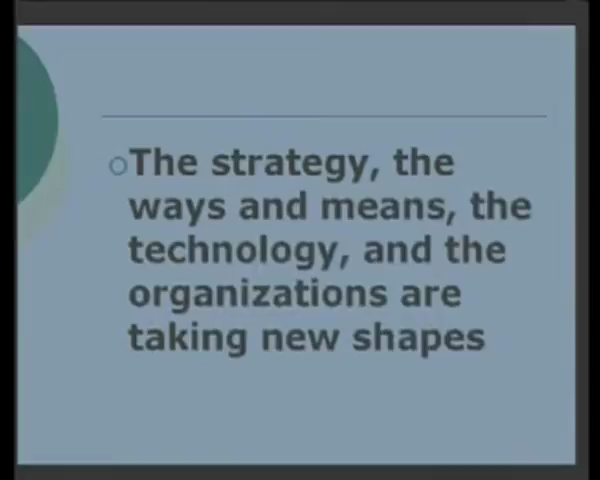 The strategy, the
ways and means, the
technology, and the
organizations are
taking new shapes